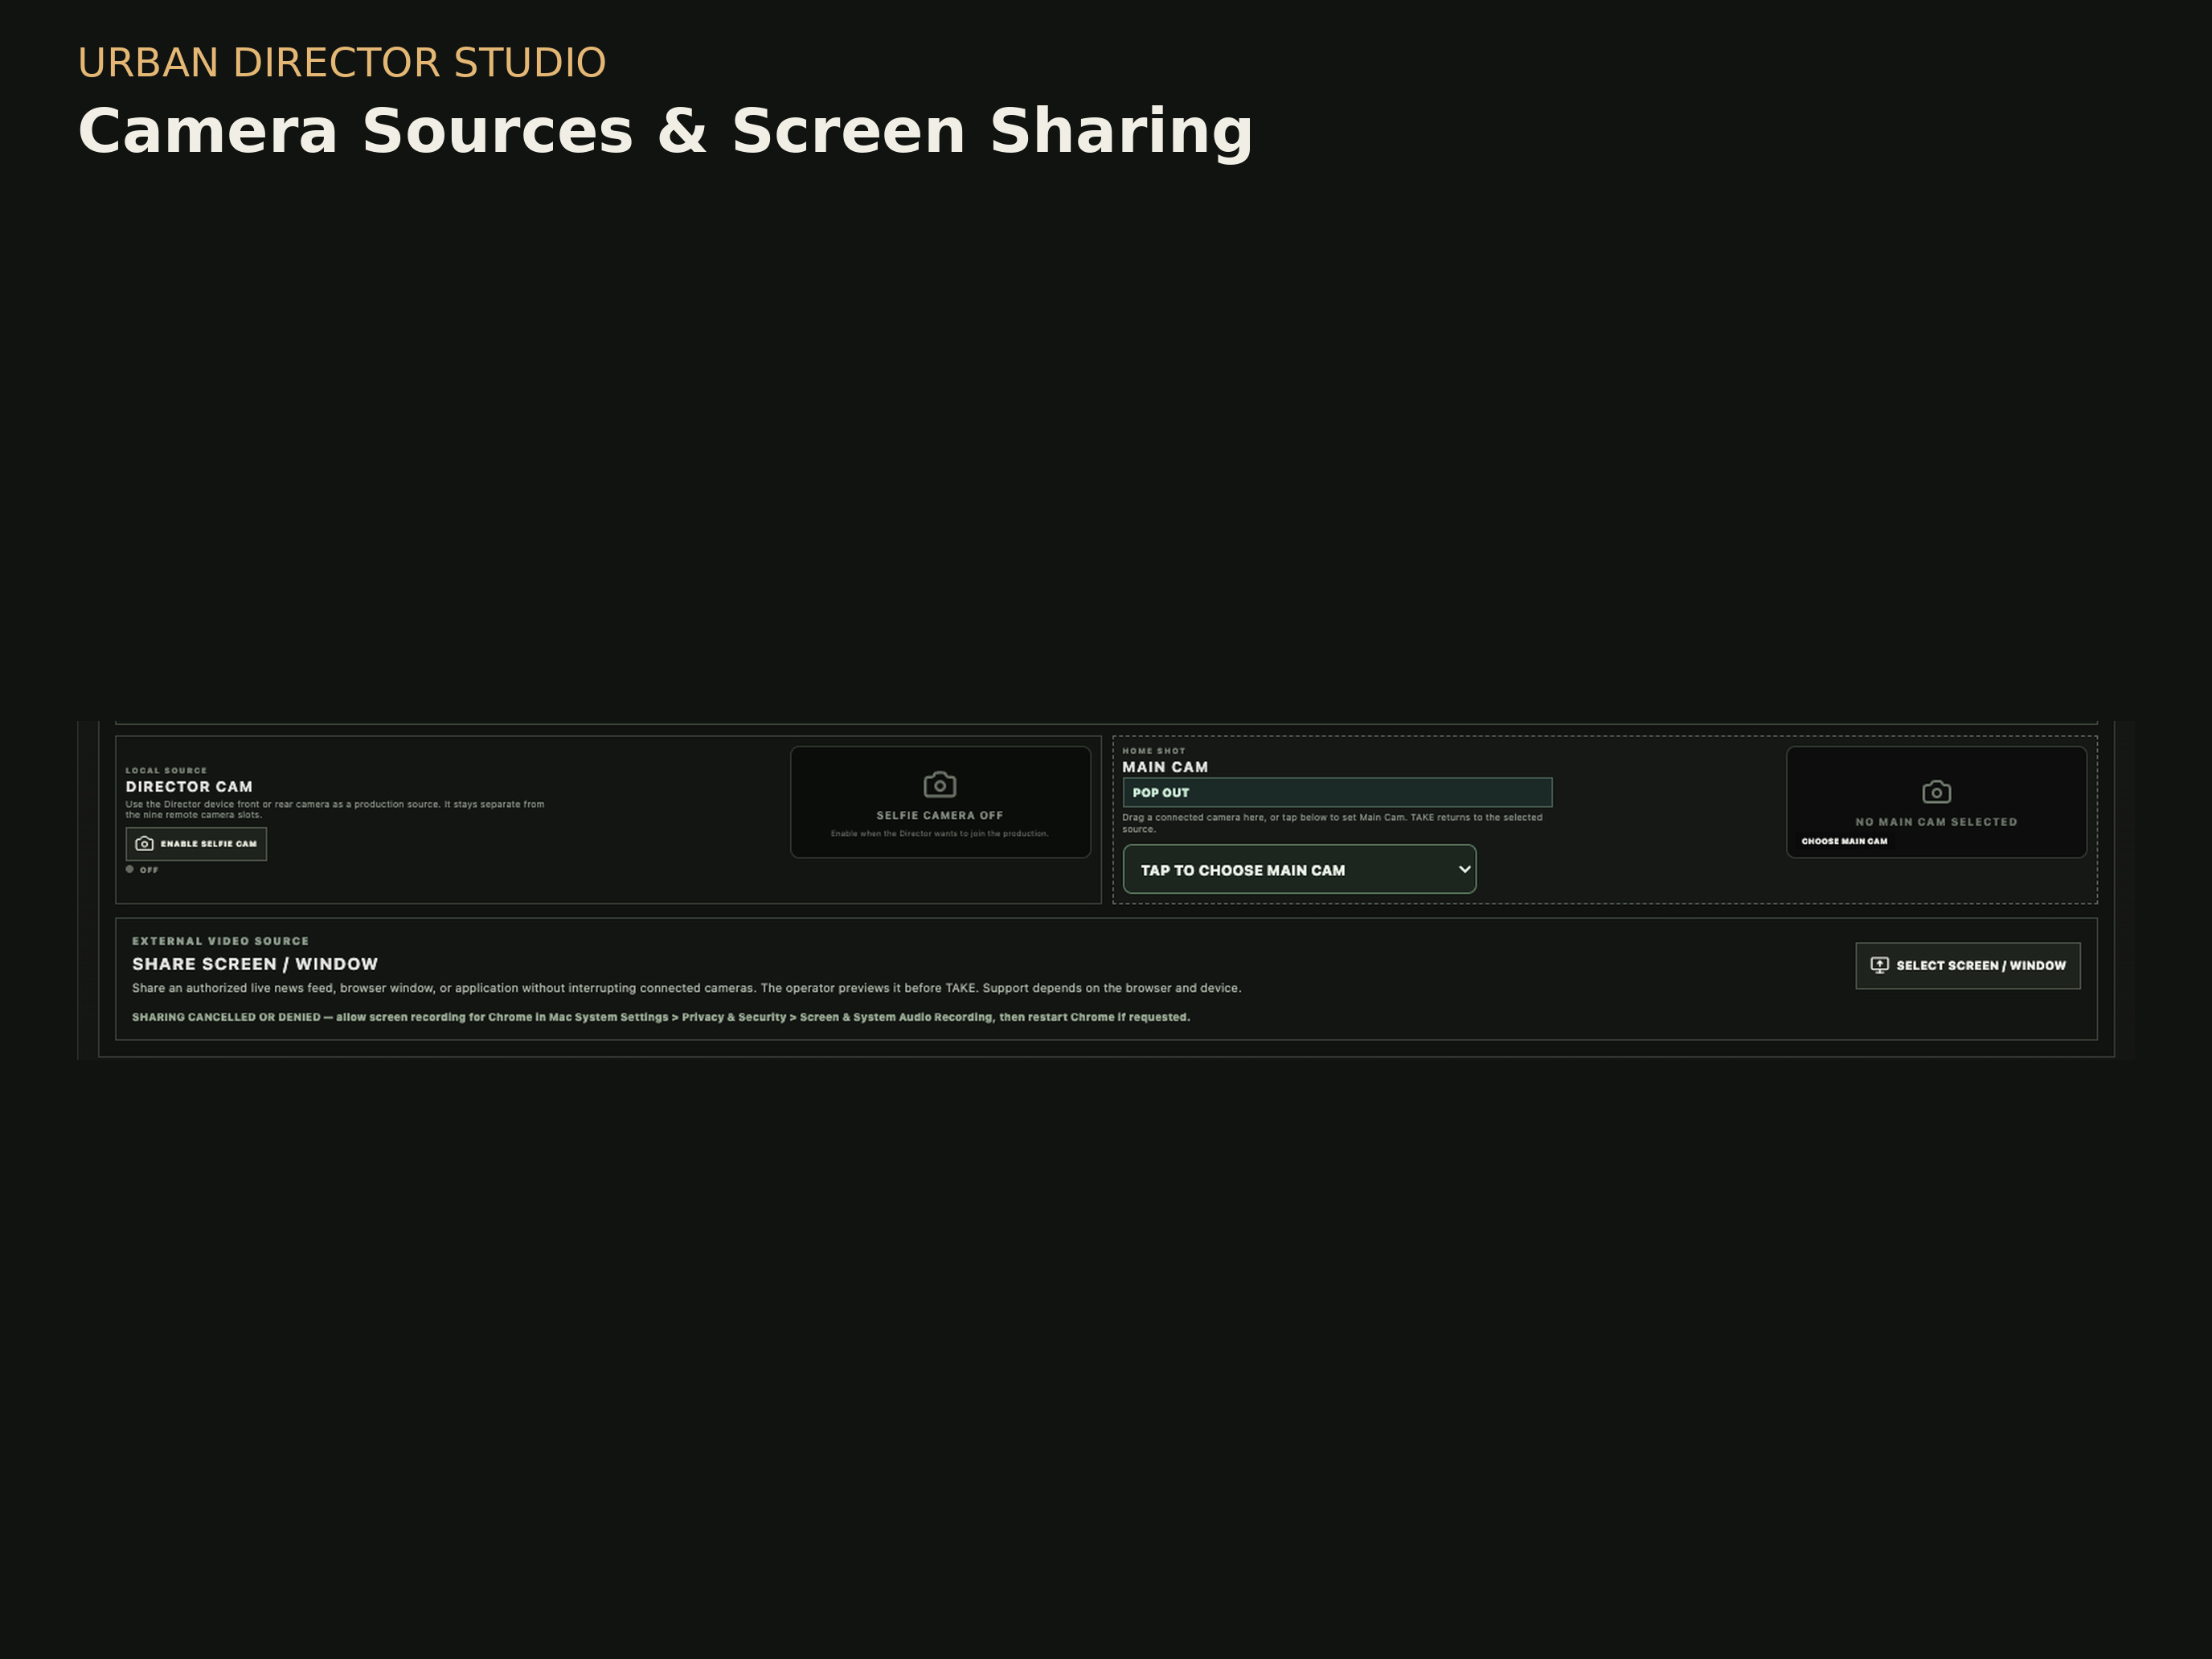 URBAN DIRECTOR STUDIO
Camera Sources & Screen Sharing
LOCAL SOURCE
DIRECTOR CAM
Use the Director device front or rear camera as a production source. It stays separate from
the nine remote camera slots.
ENABLE SELFIE CAM
OFF
SELFIE CAMERA OFF
Enable when the Director wants to join the production.
HOME SHOT
MAIN CAM
POP OUT
Drag a connected camera here, or tap below to set Main Cam. TAKE returns to the selected
source.
TAP TO CHOOSE MAIN CAM
NO MAIN CAM SELECTED
CHOOSE MAIN CAM
EXTERNAL VIDEO SOURCE
SHARE SCREEN / WINDOW
Share an authorized live news feed, browser window, or application without interrupting connected cameras. The operator previews it before TAKE. Support depends on the browser and device.
SHARING CANCELLED OR DENIED — allow screen recording for Chrome in Mac System Settings > Privacy & Security > Screen & System Audio Recording, then restart Chrome if requested.
SELECT SCREEN / WINDOW